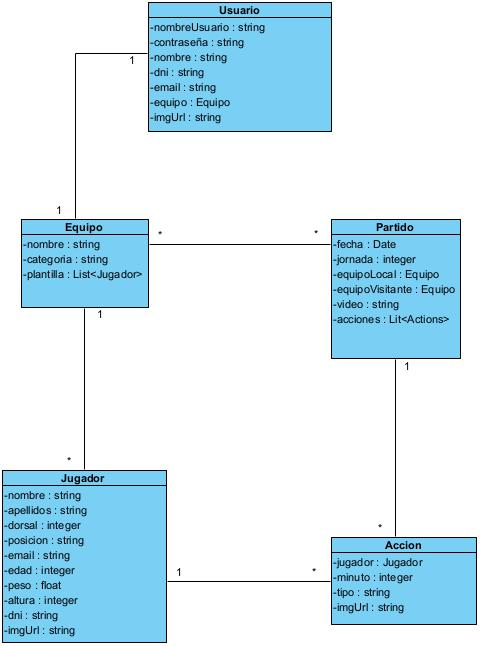 Usuario
-nombreUsuario : string
-contraseña : string
-nombre : string
-dni : string
-email : string
-equipo : Equipo
-imgUrl : string
1
1
Equipo
-nombre : string
-categoria : string
-plantilla : List<Jugador>
*
*
Partido
-fecha : Date
-jornada : integer
-equipoLocal : Equipo
-equipoVisitante : Equipo
-video : string
-acciones : Lit<Actions>
1
*
1
*
Jugador
-nombre : string
-apellidos : string
-dorsal : integer
-posicion : string
-email : string
-edad : integer
-peso : float
-altura : integer
-dni : string
-imgUrl : string
1
*
Accion
-jugador : Jugador
-minuto : integer
-tipo : string
-imgUrl : string